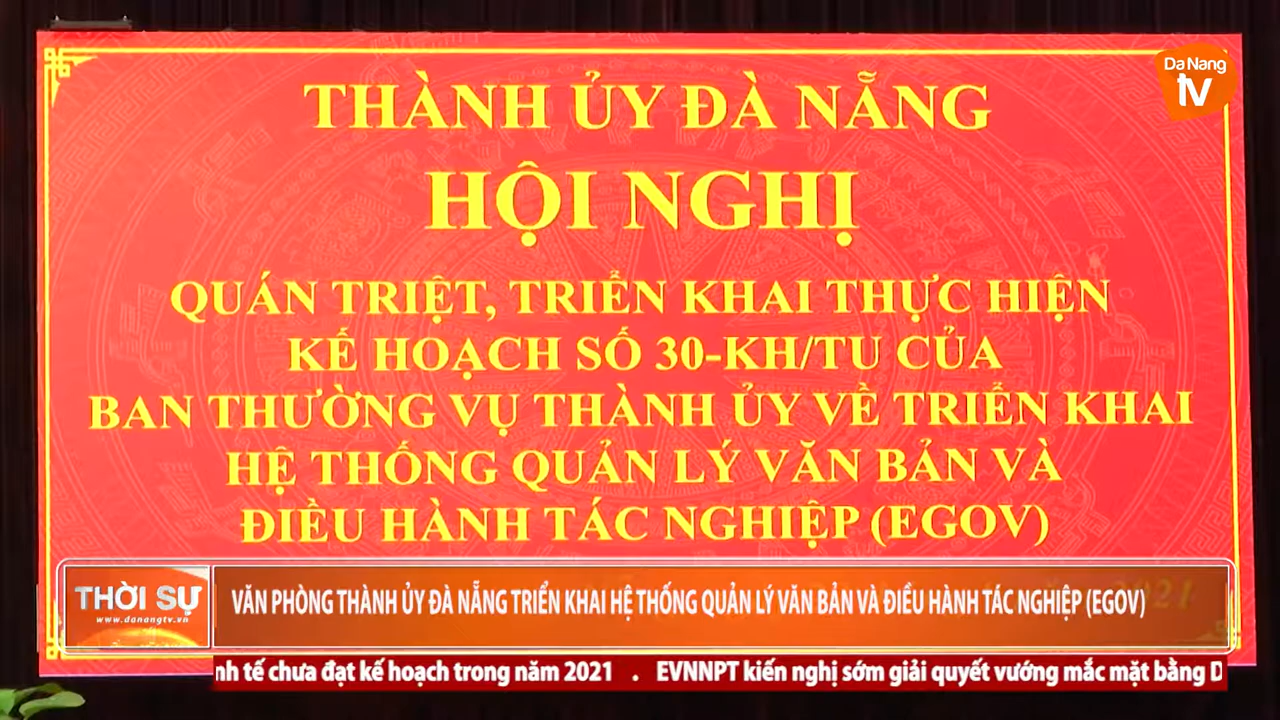 Da Nang
tv
THÀNH ỦY ĐÀ NẴNG
HỘI NGHỊ
QUÁN TRIỆT, TRIỂN KHAI THỰC HIỆN
KẾ HOẠCH SỐ 30-KH/TU CỦA
BAN THƯỜNG VỤ THÀNH ỦY VỀ TRIỂN KHAI
HỆ THỐNG QUẢN LÝ VĂN BẢN VÀ
ĐIỀU HÀNH TÁC NGHIỆP (EGOV)
2021
THỜI SỰ
www.danangtv.vn
VĂN PHÒNG THÀNH ỦY ĐÀ NẴNG TRIỂN KHAI HỆ THỐNG QUẢN LÝ VĂN BẢN VÀ ĐIỀU HÀNH TÁC NGHIỆP (EGOV)
nh tế chưa đạt kế hoạch trong năm 2021 . EVNNPT kiến nghị sớm giải quyết vướng mắc mặt bằng D